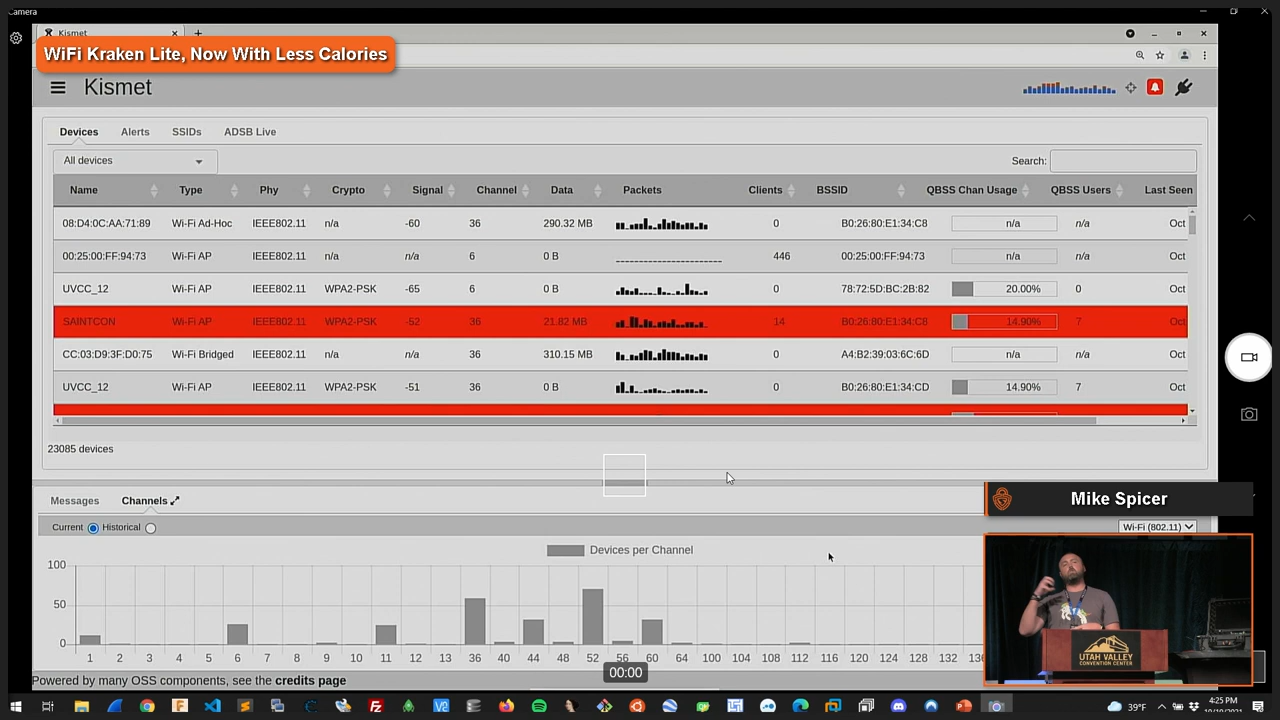 Camera
Kismet
WiFi Kraken Lite, Now With Less Calories
Kismet
Devices Alerts SSIDs ADSB Live
All devices Search:
Name Type Phy Crypto Signal Channel Data Packets Clients BSSID QBSS Chan Usage QBSS Users Last Seen
08:D4:0C:AA:71:89 Wi-Fi Ad-Hoc IEEE802.11 n/a -60 36 290.32 MB 0 B0:26:80:E1:34:C8 n/a n/a Oct
00:25:00:FF:94:73 Wi-Fi AP IEEE802.11 n/a n/a 6 0 B 446 00:25:00:FF:94:73 n/a n/a Oct
UVCC_12 Wi-Fi AP IEEE802.11 WPA2-PSK -65 6 0 B 0 78:72:5D:BC:2B:82 20.00% 0 Oct
SAINTCON Wi-Fi AP IEEE802.11 WPA2-PSK -52 36 21.82 MB 14 B0:26:80:E1:34:C8 14.90% 7 Oct
CC:03:D9:3F:D0:75 Wi-Fi Bridged IEEE802.11 n/a n/a 36 310.15 MB 0 A4:B2:39:03:6C:6D n/a n/a Oct
UVCC_12 Wi-Fi AP IEEE802.11 WPA2-PSK -51 36 0 B 0 B0:26:80:E1:34:CD 14.90% 7 Oct
23085 devices
Messages Channels
Mike Spicer
Current Historical Wi-Fi (802.11)
Devices per Channel
100
50
0
1 2 3 4 5 6 7 8 9 10 11 12 13 36 40 44 48 52 56 60 64 100 104 108 112 116 120 128 132 136
UTAH VALLEY
CONVENTION CENTER
00:00
Powered by many OSS components, see the credits page
39°F 4:25 PM